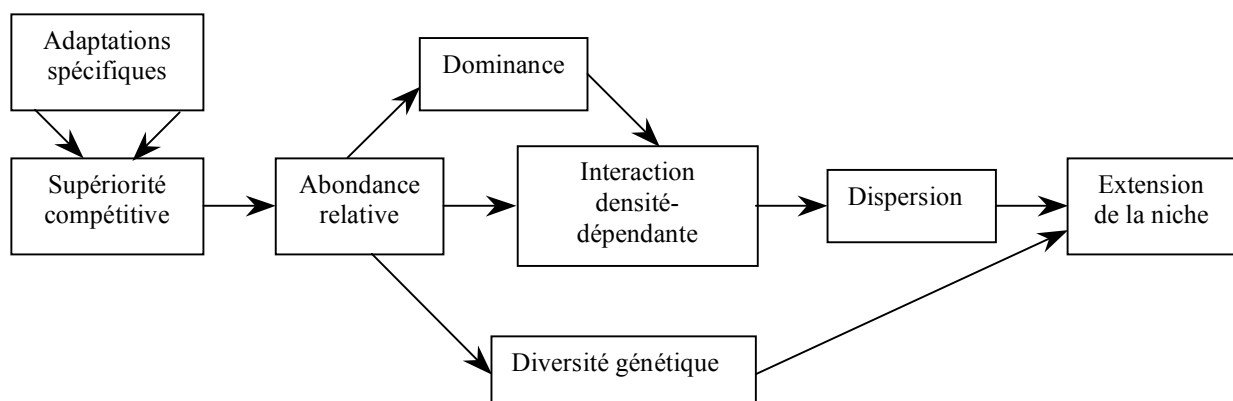 Adaptations
spécifiques
Dominance
Supériorité
compétitive
Abondance
relative
Interaction
densité-
dépendante
Dispersion
Extension
de la niche
Diversité génétique